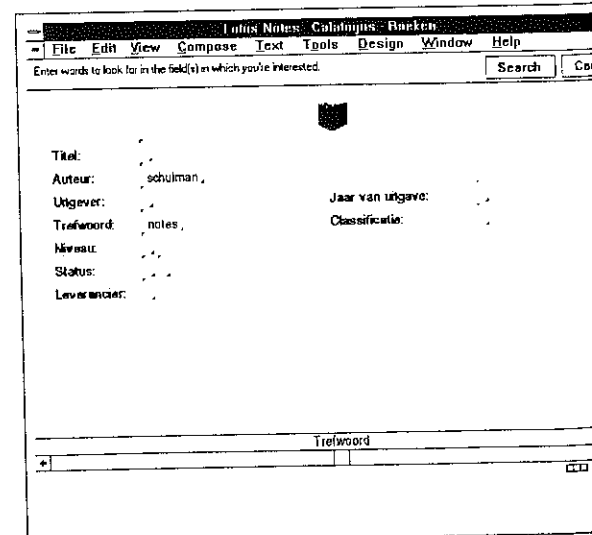 Lotus Notes - Catalogus - Boeken
File Edit View Compose Text Tools Design Window Help
Enter words to look for in the field(s) in which you're interested.
Search
Titel:
Auteur: schulman
Uitgever: Jaar van uitgave:
Trefwoord: notes Classificatie:
Niveau:
Status:
Leverancier:
Trefwoord